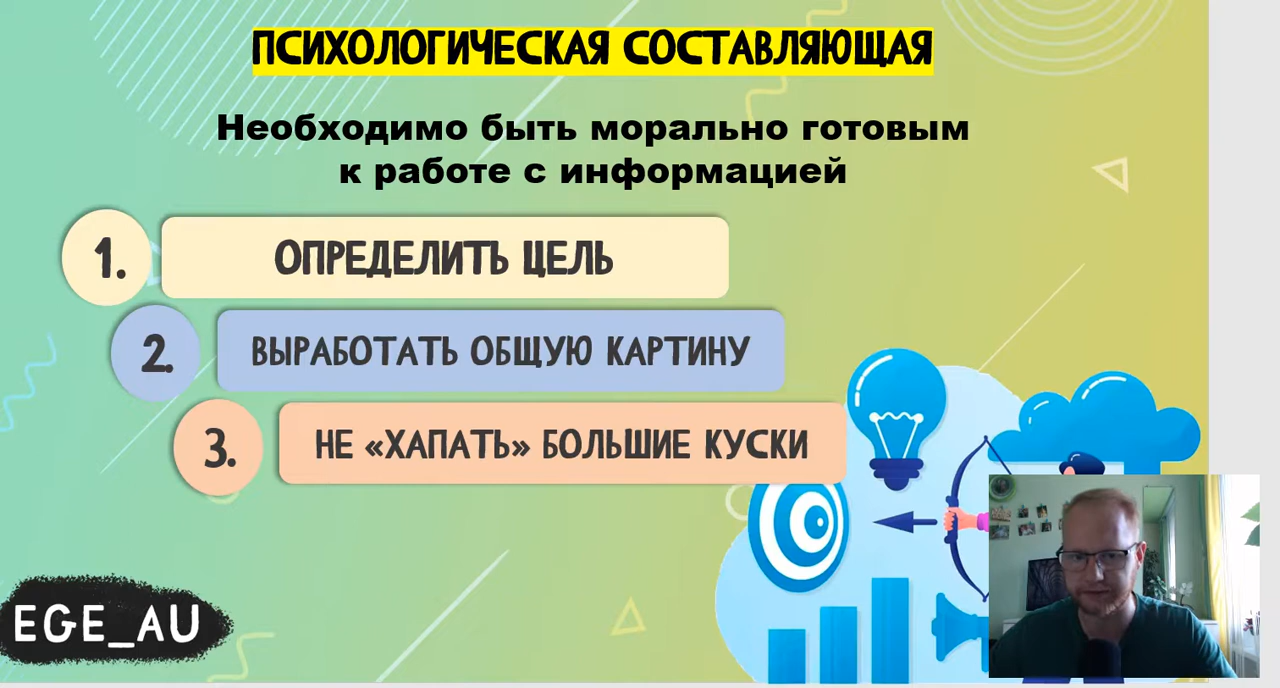 ПСИХОЛОГИЧЕСКАЯ СОСТАВЛЯЮЩАЯ
Необходимо быть морально готовым
к работе с информацией
1. ОПРЕДЕЛИТЬ ЦЕЛЬ
2. ВЫРАБОТАТЬ ОБЩУЮ КАРТИНУ
3. НЕ «ХАПАТЬ» БОЛЬШИЕ КУСКИ
EGE_AU